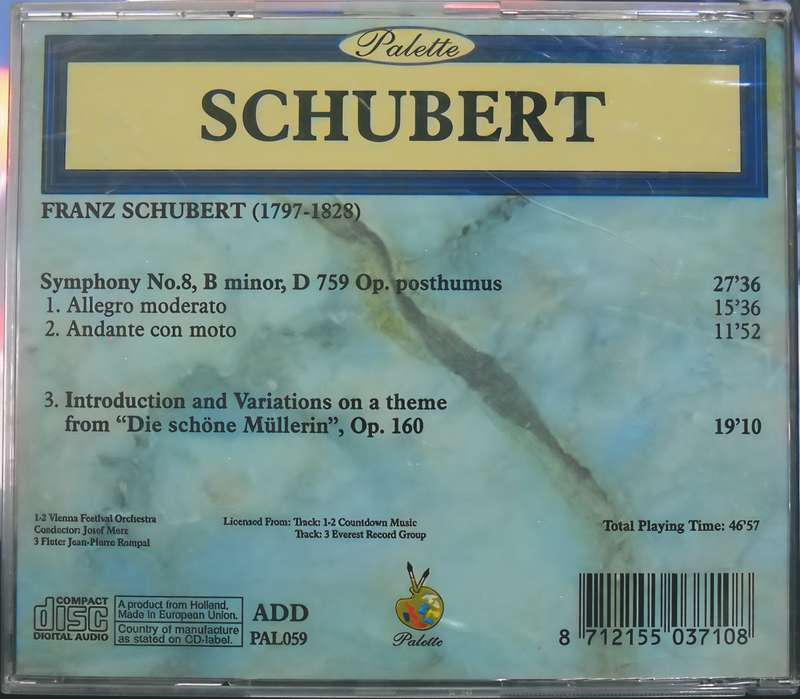 Palette
SCHUBERT
FRANZ SCHUBERT (1797-1828)
Symphony No.8, B minor, D 759 Op. posthumus 27'36
1. Allegro moderato 15'36
2. Andante con moto 11'52
3. Introduction and Variations on a theme
from "Die schöne Müllerin", Op. 160 19'10
1-2 Vienna Festival Orchestra
Conductor: Josef Merz
3 Flute: Jean-Pierre Rampal
Licensed From: Track: 1-2 Countdown Music
Track: 3 Everest Record Group
Total Playing Time: 46'57
COMPACT
disc
DIGITAL AUDIO
A product from Holland,
Made in European Union.
Country of manufacture
as stated on CD-label.
ADD
PAL059
Palette
8 712155 037108